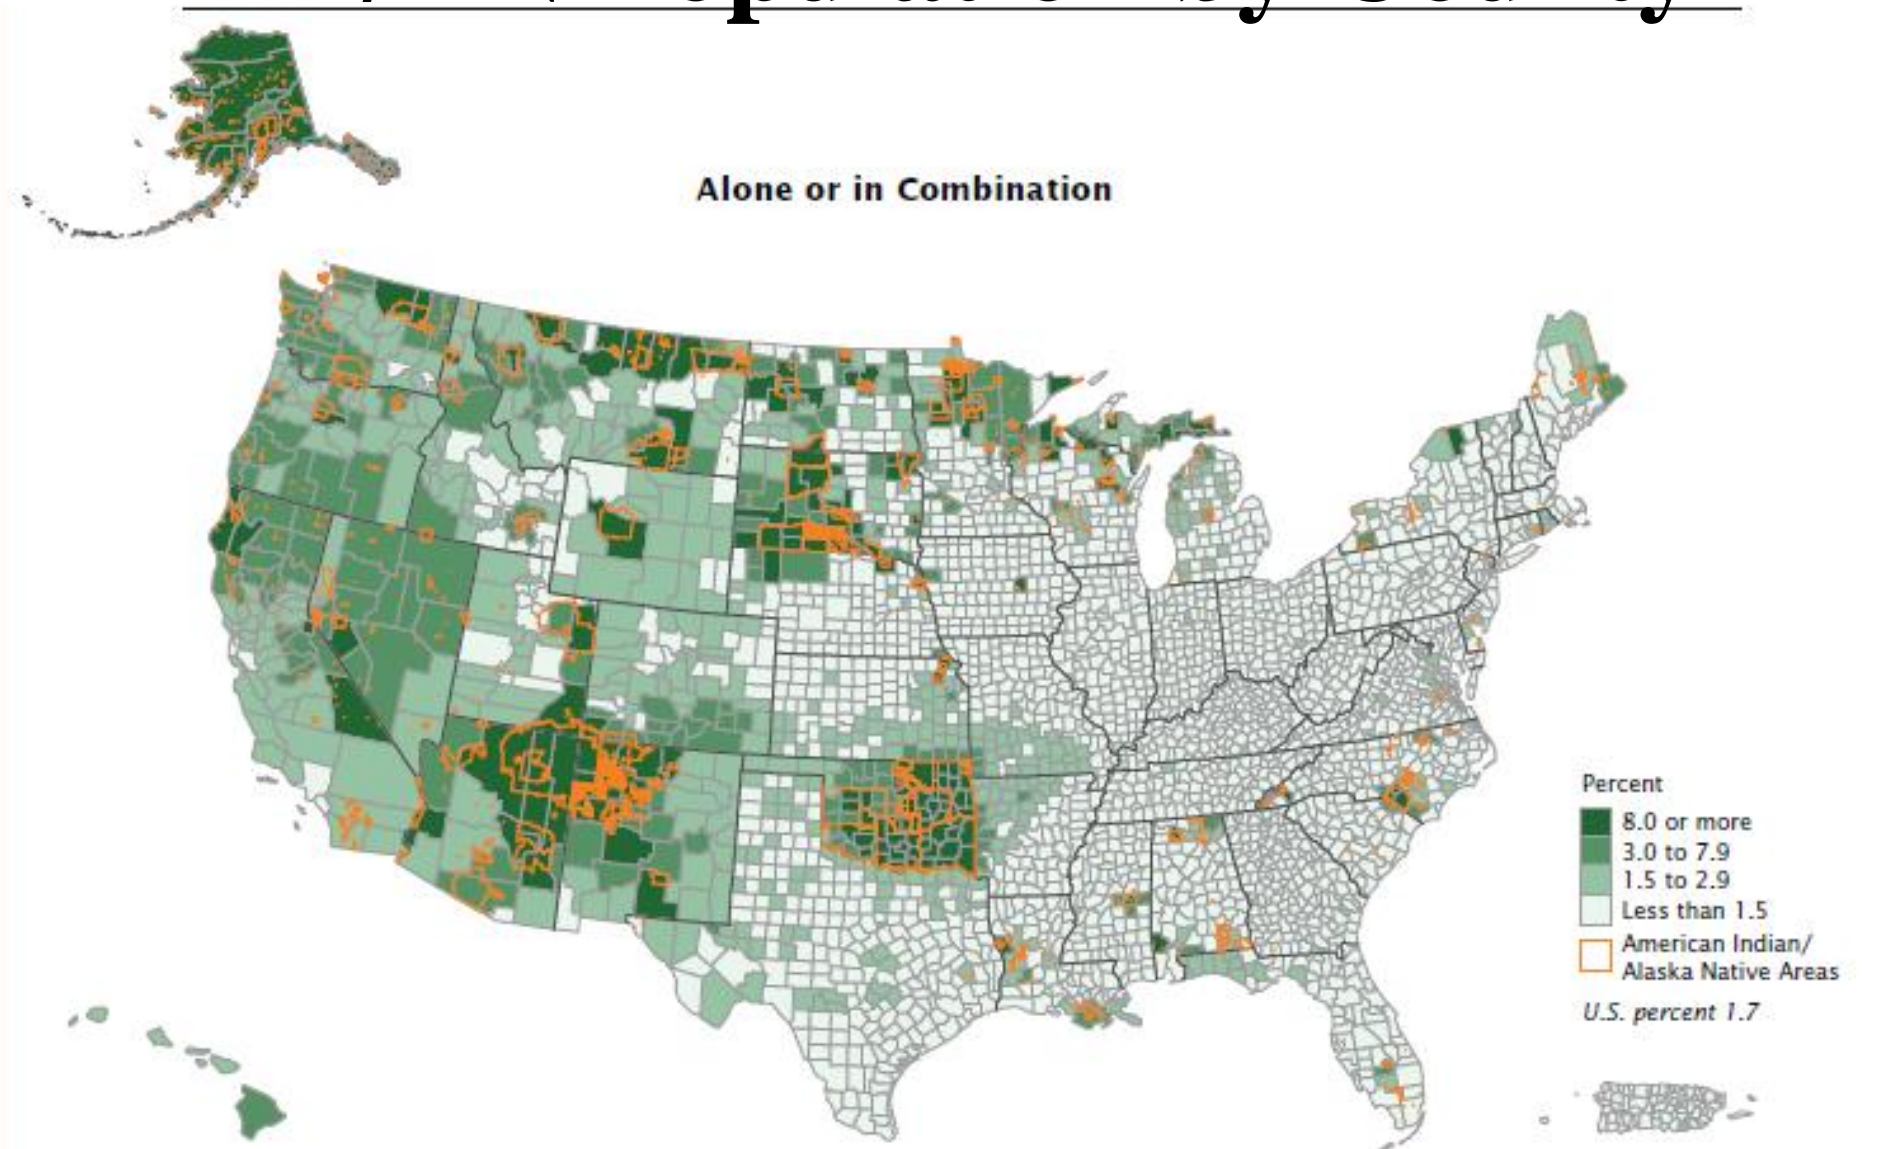 Alone or in Combination
Percent
8.0 or more
3.0 to 7.9
1.5 to 2.9
Less than 1.5
American Indian/
Alaska Native Areas
U.S. percent 1.7